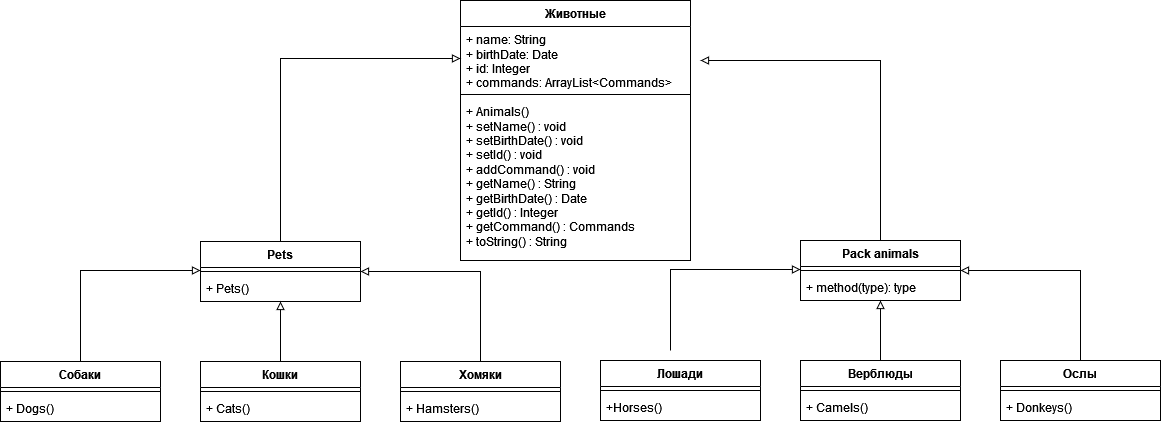 Животные
+ name: String
+ birthDate: Date
+ id: Integer
+ commands: ArrayList<Commands>
+ Animals()
+ setName() : void
+ setBirthDate() : void
+ setId() : void
+ addCommand() : void
+ getName() : String
+ getBirthDate() : Date
+ getId() : Integer
+ getCommand() : Commands
+ toString() : String
Pets
+ Pets()
Pack animals
+ method(type): type
Собаки
+ Dogs()
Кошки
+ Cats()
Хомяки
+ Hamsters()
Лошади
+Horses()
Верблюды
+ Camels()
Ослы
+ Donkeys()